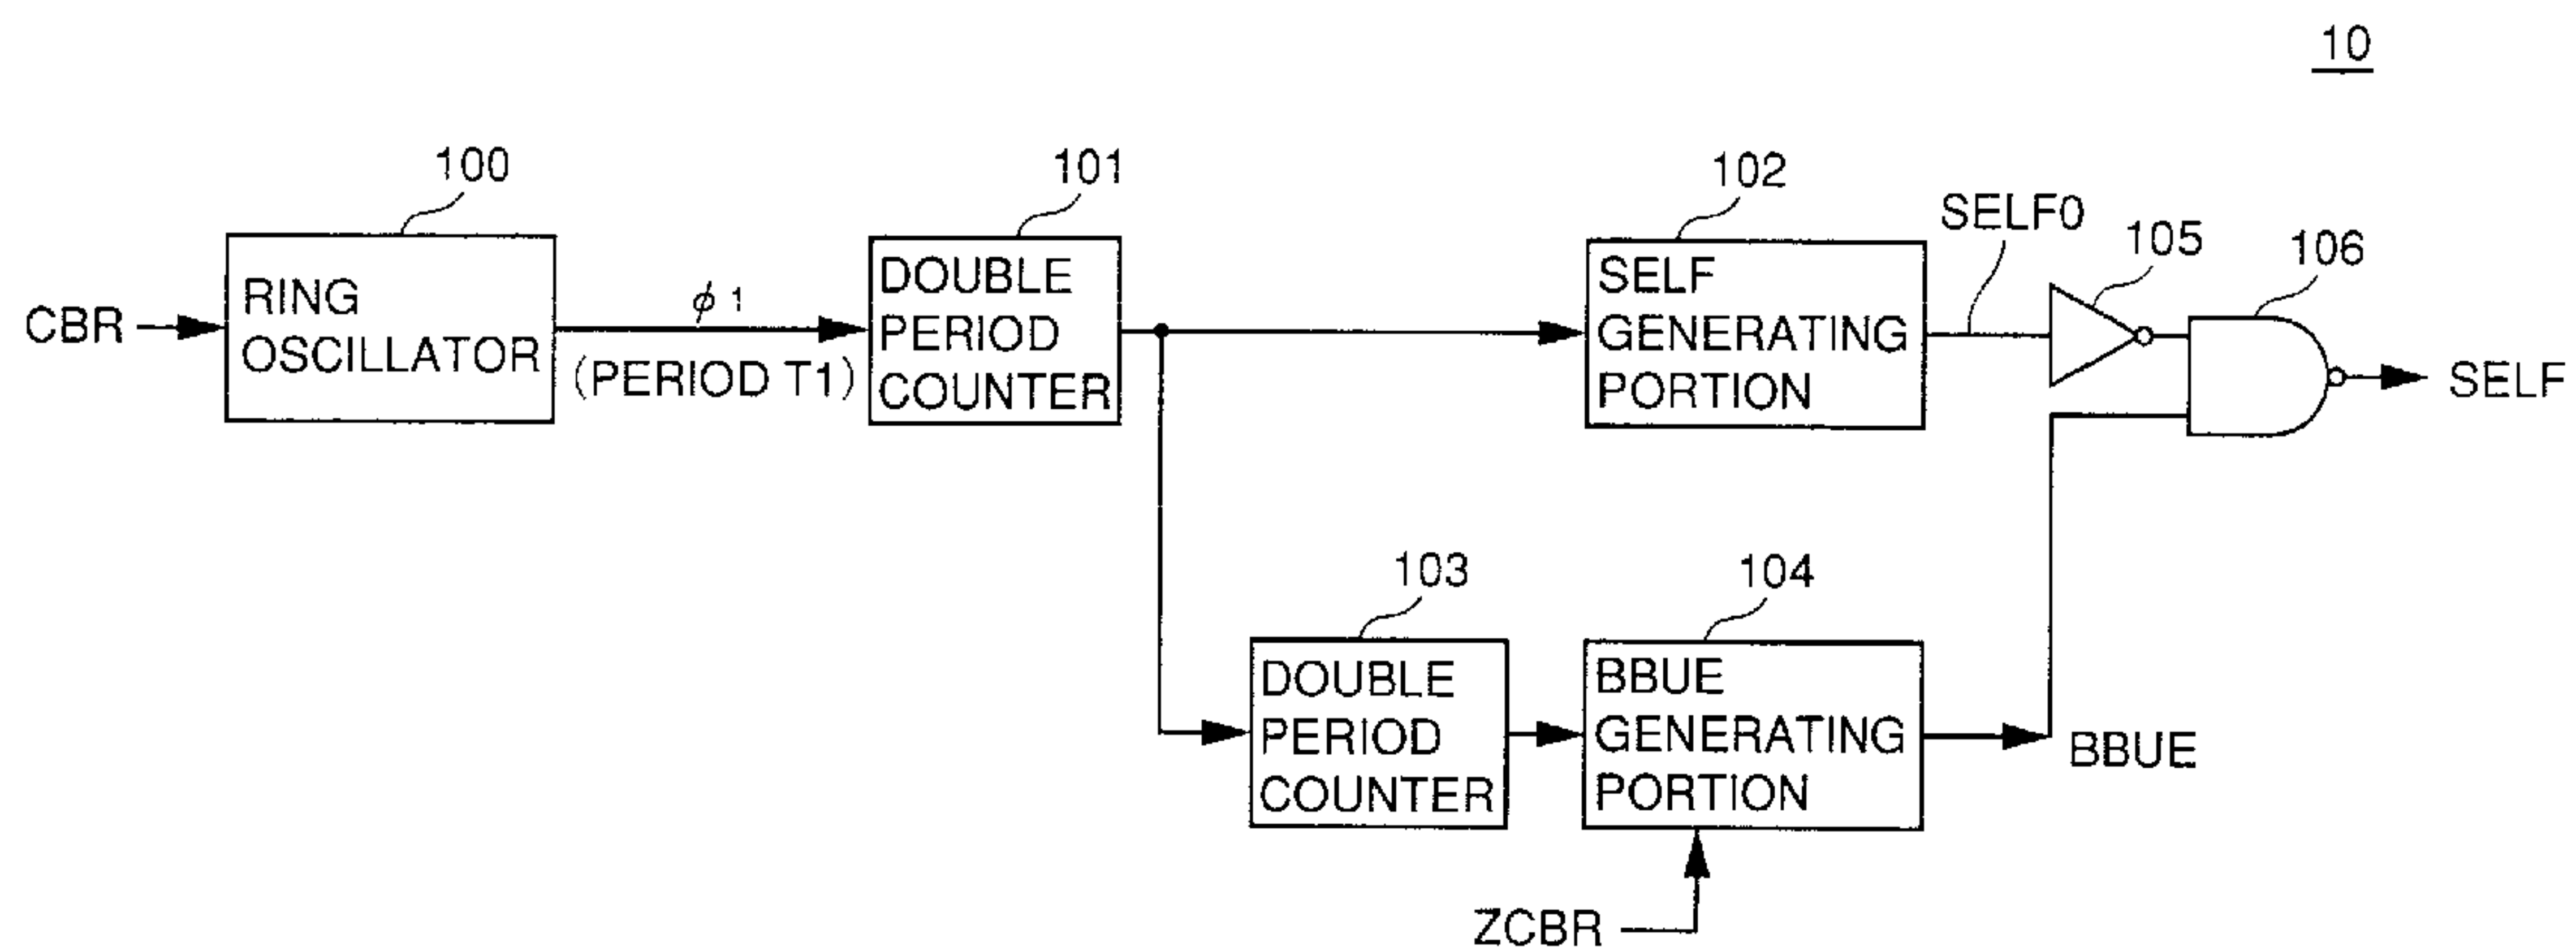 10
100
101
102
SELF0
105
106
CBR
RING
OSCILLATOR
φ 1
(PERIOD T1)
DOUBLE
PERIOD
COUNTER
SELF
GENERATING
PORTION
SELF
103
104
DOUBLE
PERIOD
COUNTER
BBUE
GENERATING
PORTION
BBUE
ZCBR